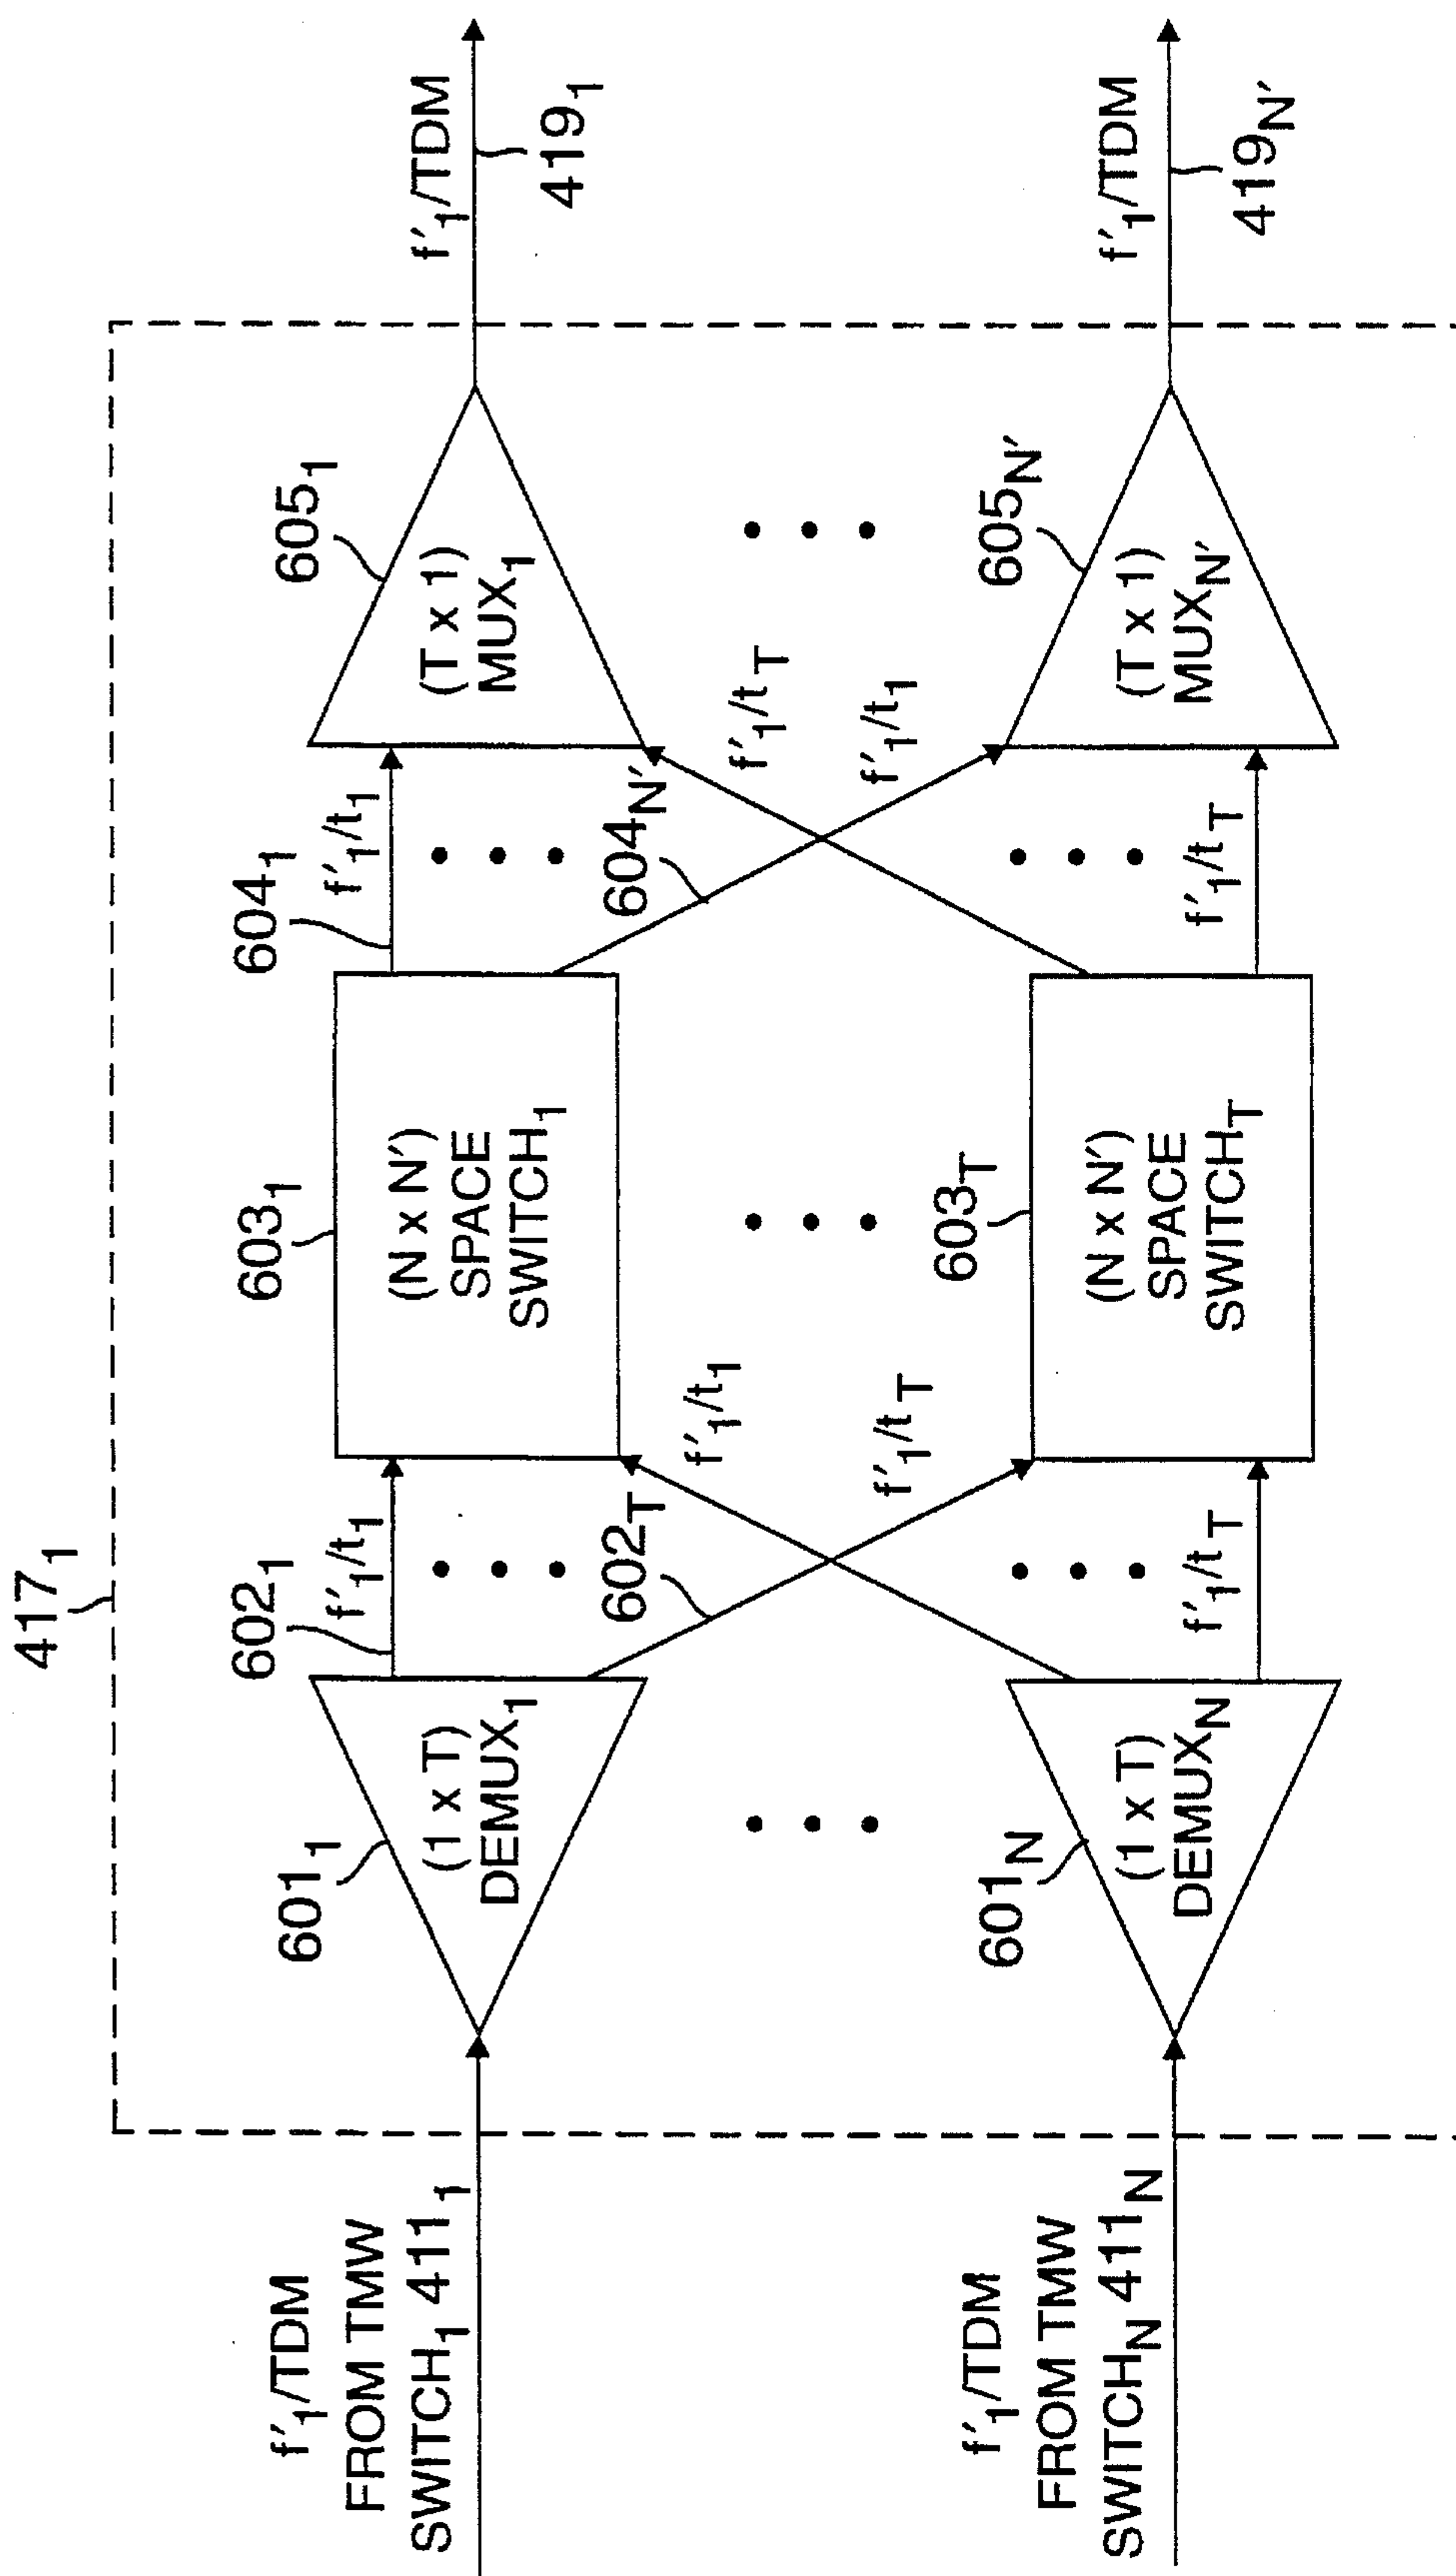 417₁
f′₁/TDM
FROM TMW
SWITCH₁ 411₁
601₁
(1 x T)
DEMUX₁
602₁
f′₁/t₁
602_T
f′₁/t₁
603₁
(N x N′)
SPACE
SWITCH₁
604₁
f′₁/t₁
604_N′
f′₁/t_T
605₁
(T x 1)
MUX₁
f′₁/TDM
419₁
f′₁/TDM
FROM TMW
SWITCH_N 411_N
601_N
(1 x T)
DEMUX_N
f′₁/t_T
f′₁/t_T
603_T
(N x N′)
SPACE
SWITCH_T
f′₁/t₁
f′₁/t_T
605_N′
(T x 1)
MUX_N′
f′₁/TDM
419_N′